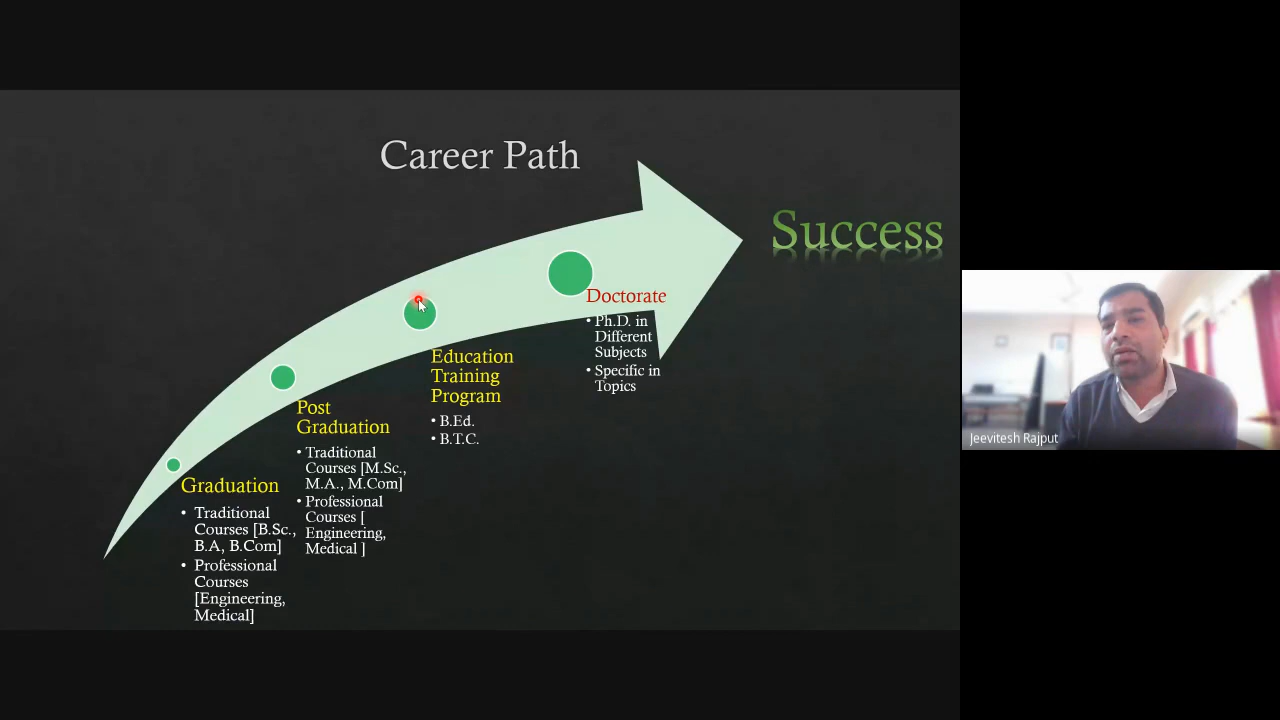 Career Path
Success
Doctorate
• Ph.D. in
Different
Subjects
• Specific in
Topics
Education
Training
Program
• B.Ed.
• B.T.C.
Post
Graduation
• Traditional
Courses [M.Sc.,
M.A., M.Com]
• Professional
Courses [
Engineering,
Medical ]
Graduation
• Traditional
Courses [B.Sc.,
B.A, B.Com]
• Professional
Courses
[Engineering,
Medical]
Jeevitesh Rajput